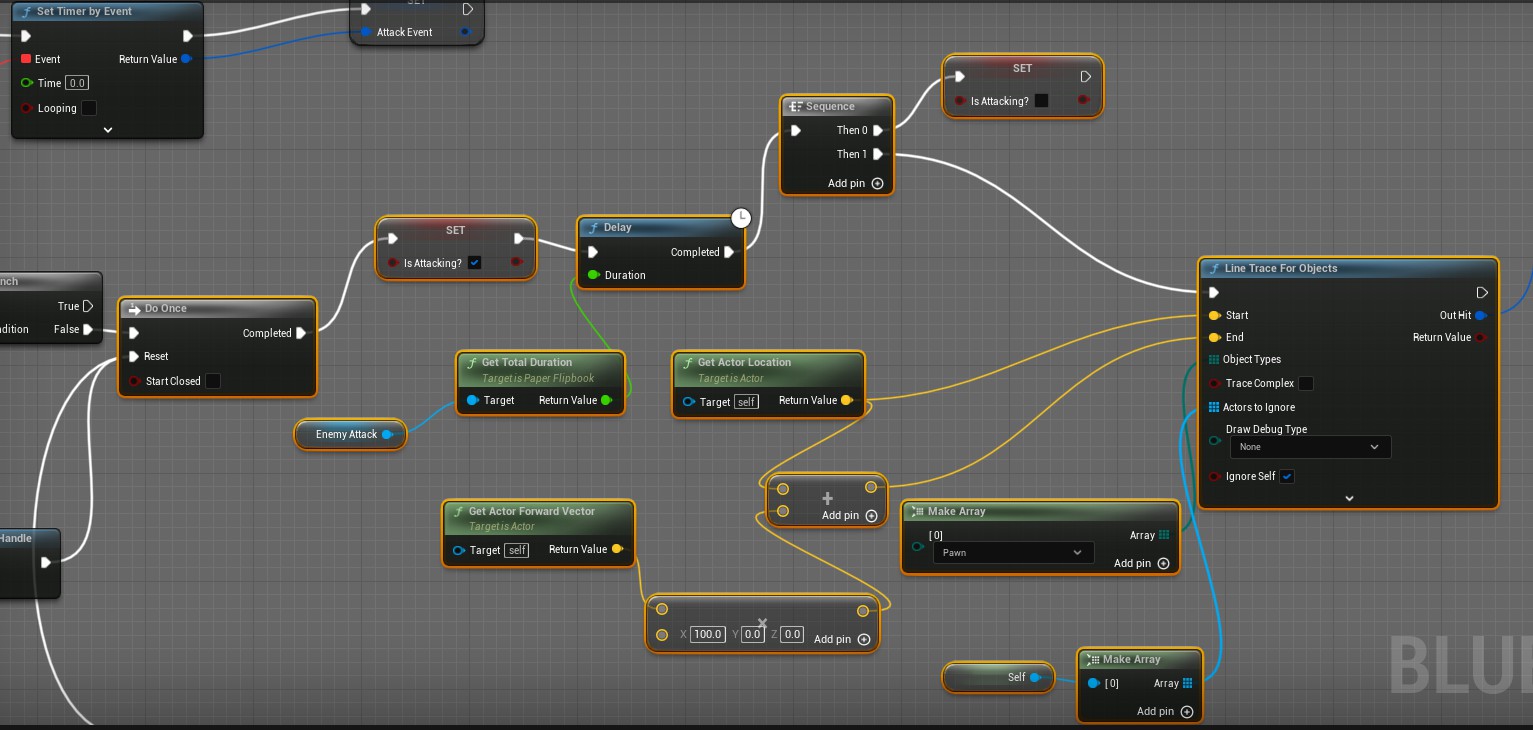 Set Timer by Event
Event
Return Value
Time 0.0
Looping
SET
Attack Event
SET
Is Attacking?
Sequence
Then 0
Then 1
Add pin
SET
Is Attacking?
Delay
Completed
Duration
nch
True
dition
False
Do Once
Completed
Reset
Start Closed
Line Trace For Objects
Start
Out Hit
End
Return Value
Object Types
Trace Complex
Actors to Ignore
Draw Debug Type
None
Ignore Self
Get Total Duration
Target is Paper Flipbook
Target
Return Value
Get Actor Location
Target is Actor
Target self
Return Value
Enemy Attack
+
Add pin
Get Actor Forward Vector
Target is Actor
Target self
Return Value
Make Array
[0]
Array
Pawn
Add pin
Handle
X 100.0 Y 0.0 Z 0.0
Add pin
Self
Make Array
[0]
Array
Add pin
BLU